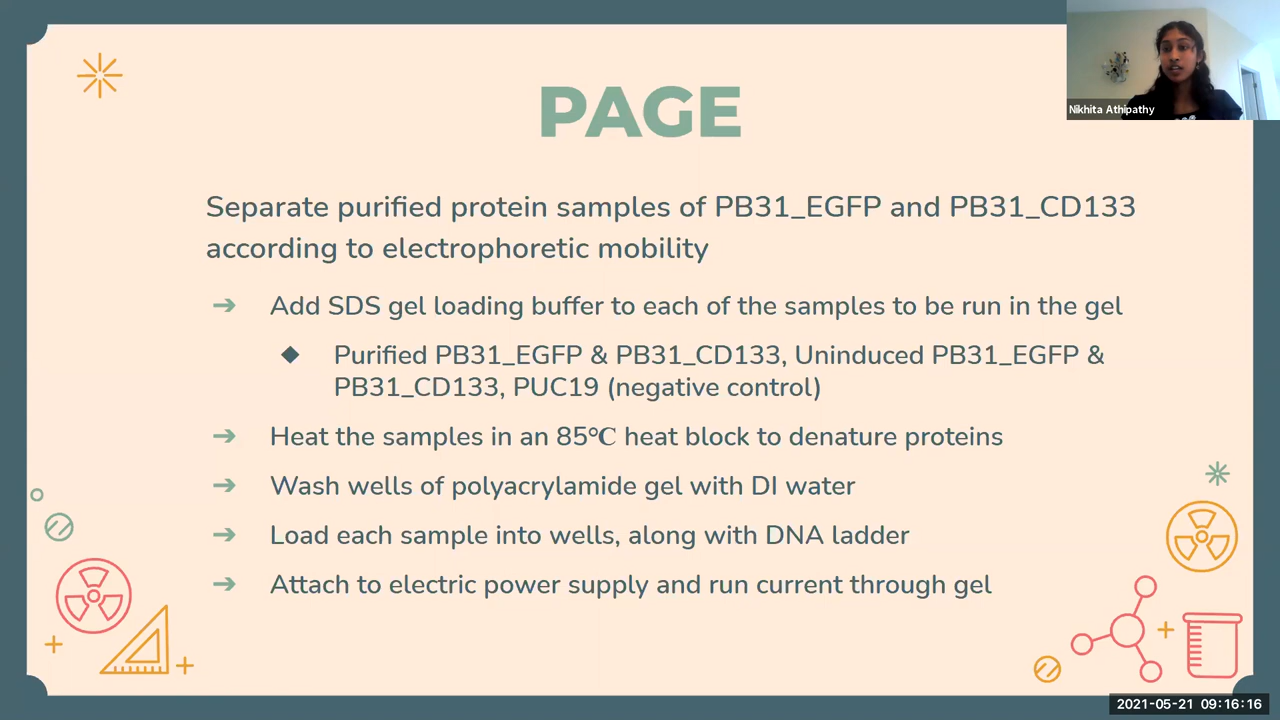 PAGE
Nikhita Athipathy
Separate purified protein samples of PB31_EGFP and PB31_CD133
according to electrophoretic mobility
➔ Add SDS gel loading buffer to each of the samples to be run in the gel
◆ Purified PB31_EGFP & PB31_CD133, Uninduced PB31_EGFP &
PB31_CD133, PUC19 (negative control)
➔ Heat the samples in an 85℃ heat block to denature proteins
➔ Wash wells of polyacrylamide gel with DI water
➔ Load each sample into wells, along with DNA ladder
➔ Attach to electric power supply and run current through gel
2021-05-21 09:16:16